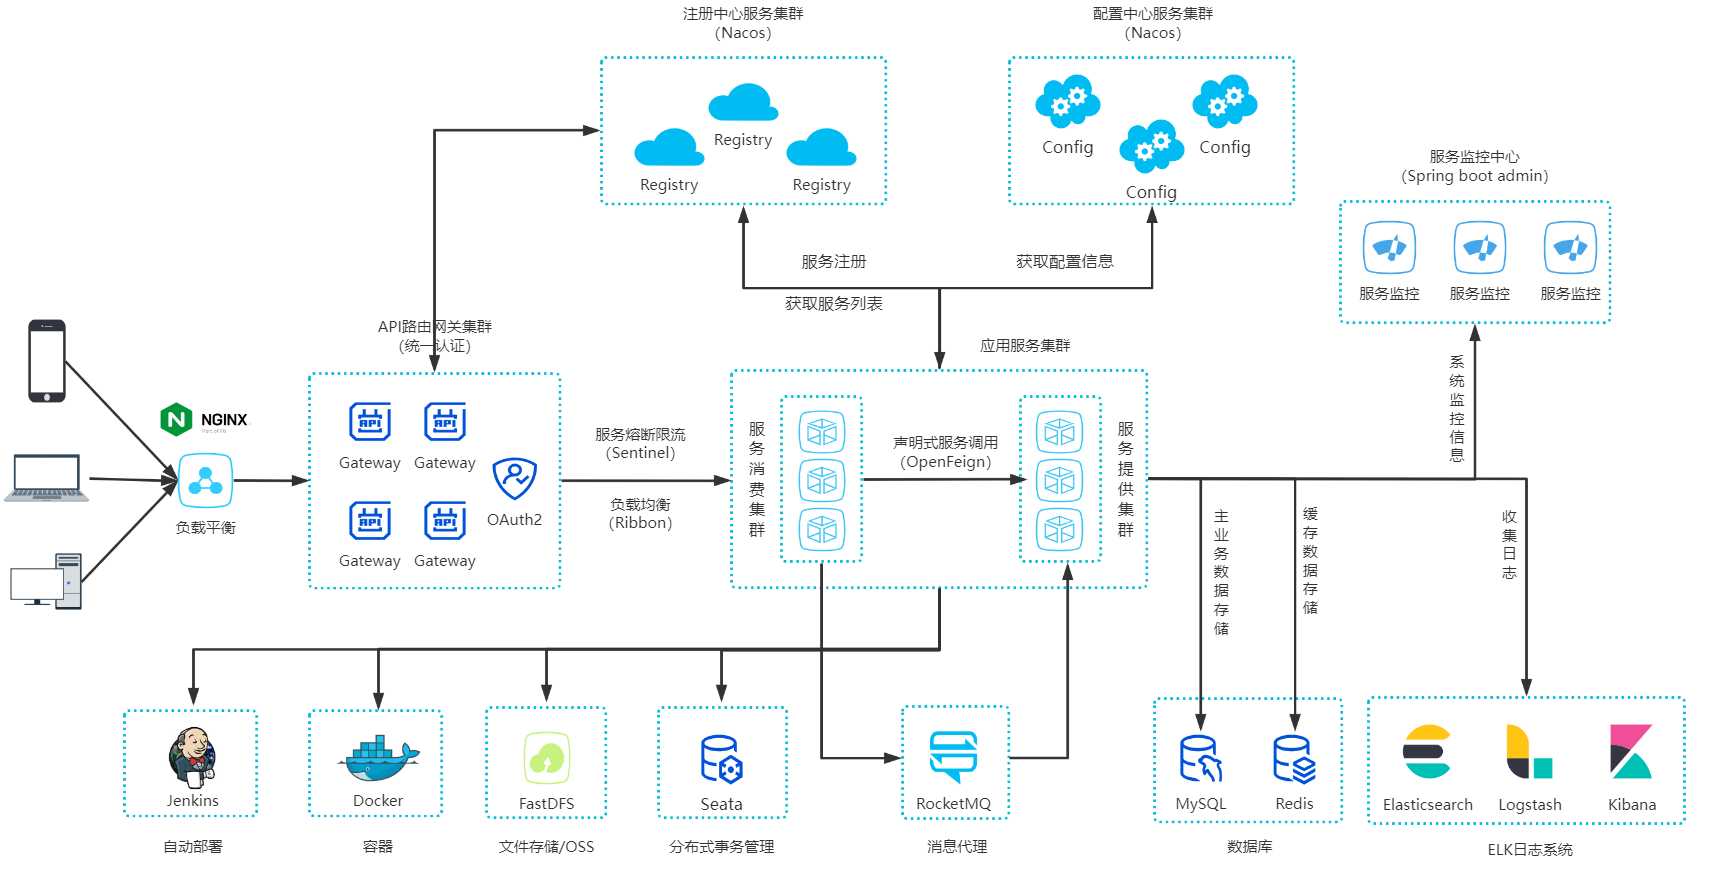 注册中心服务集群
（Nacos）
配置中心服务集群
（Nacos）
Registry
Registry
Registry
Config
Config
Config
服务监控中心
(Spring boot admin)
服务监控
服务监控
服务监控
服务注册
获取配置信息
获取服务列表
API路由网关集群
（统一认证）
应用服务集群
系统监控信息
NGINX
Part of F5
负载平衡
Gateway
Gateway
OAuth2
Gateway
Gateway
服务熔断限流
（Sentinel）
负载均衡
（Ribbon）
服务消费集群
声明式服务调用
（OpenFeign）
服务提供集群
主业务数据存储
缓存数据存储
收集日志
Jenkins
自动部署
Docker
容器
FastDFS
文件存储/OSS
Seata
分布式事务管理
RocketMQ
消息代理
MySQL
Redis
数据库
Elasticsearch
Logstash
Kibana
ELK日志系统
API
API
API
API